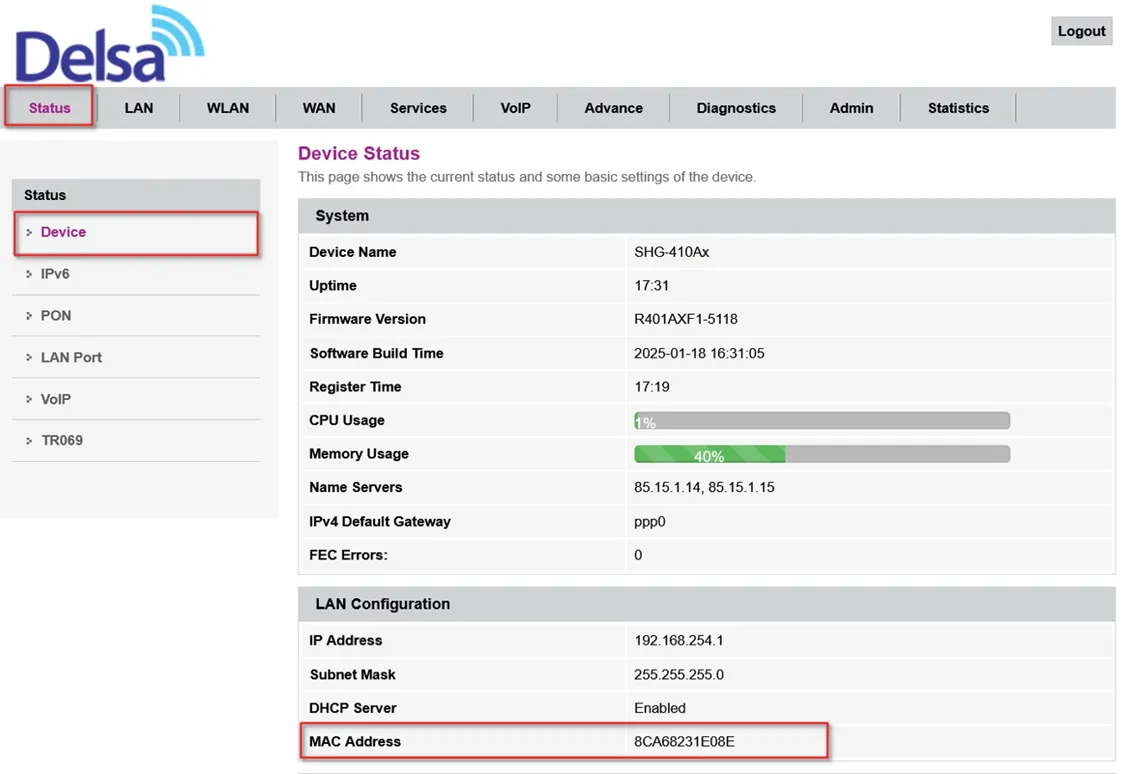 Delsa
Logout
Status LAN WLAN WAN Services VoIP Advance Diagnostics Admin Statistics
Status
Device
IPv6
PON
LAN Port
VoIP
TR069
Device Status
This page shows the current status and some basic settings of the device.
System
Device Name SHG-410Ax
Uptime 17:31
Firmware Version R401AXF1-5118
Software Build Time 2025-01-18 16:31:05
Register Time 17:19
CPU Usage 1%
Memory Usage 40%
Name Servers 85.15.1.14, 85.15.1.15
IPv4 Default Gateway ppp0
FEC Errors: 0
LAN Configuration
IP Address 192.168.254.1
Subnet Mask 255.255.255.0
DHCP Server Enabled
MAC Address 8CA68231E08E